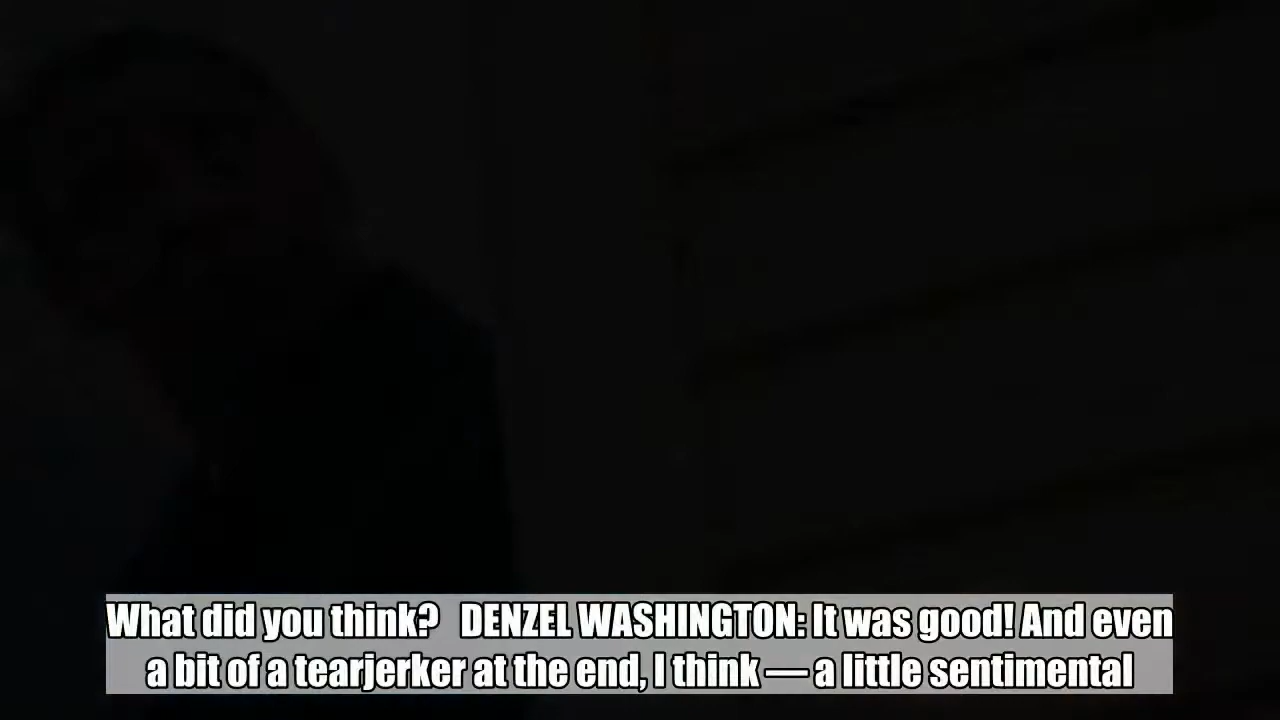 What did you think?   DENZEL WASHINGTON: It was good! And even
a bit of a tearjerker at the end, I think — a little sentimental